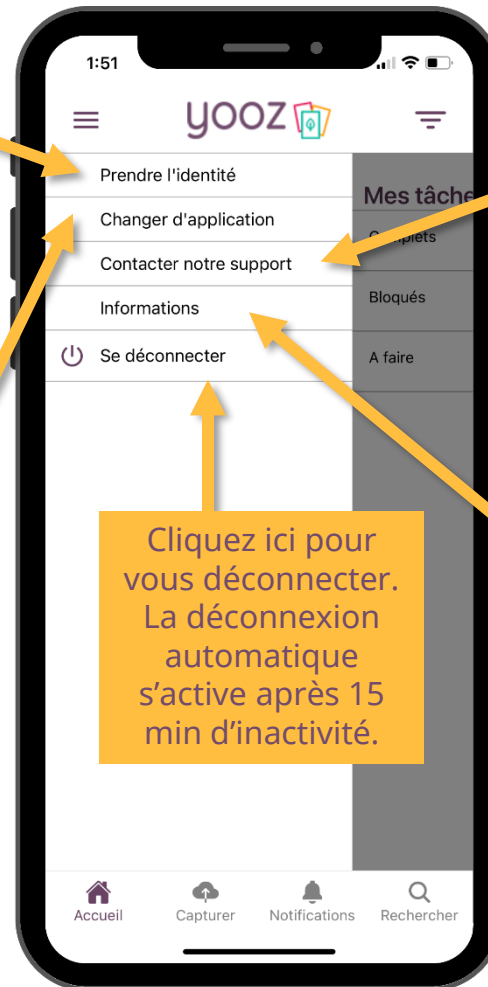 1:51
yooz
Prendre l'identité
Changer d'application
Contacter notre support
Informations
Se déconnecter
Mes tâche
Complets
Bloqués
A faire
Cliquez ici pour
vous déconnecter.
La déconnexion
automatique
s’active après 15
min d’inactivité.
Accueil
Capturer
Notifications
Rechercher